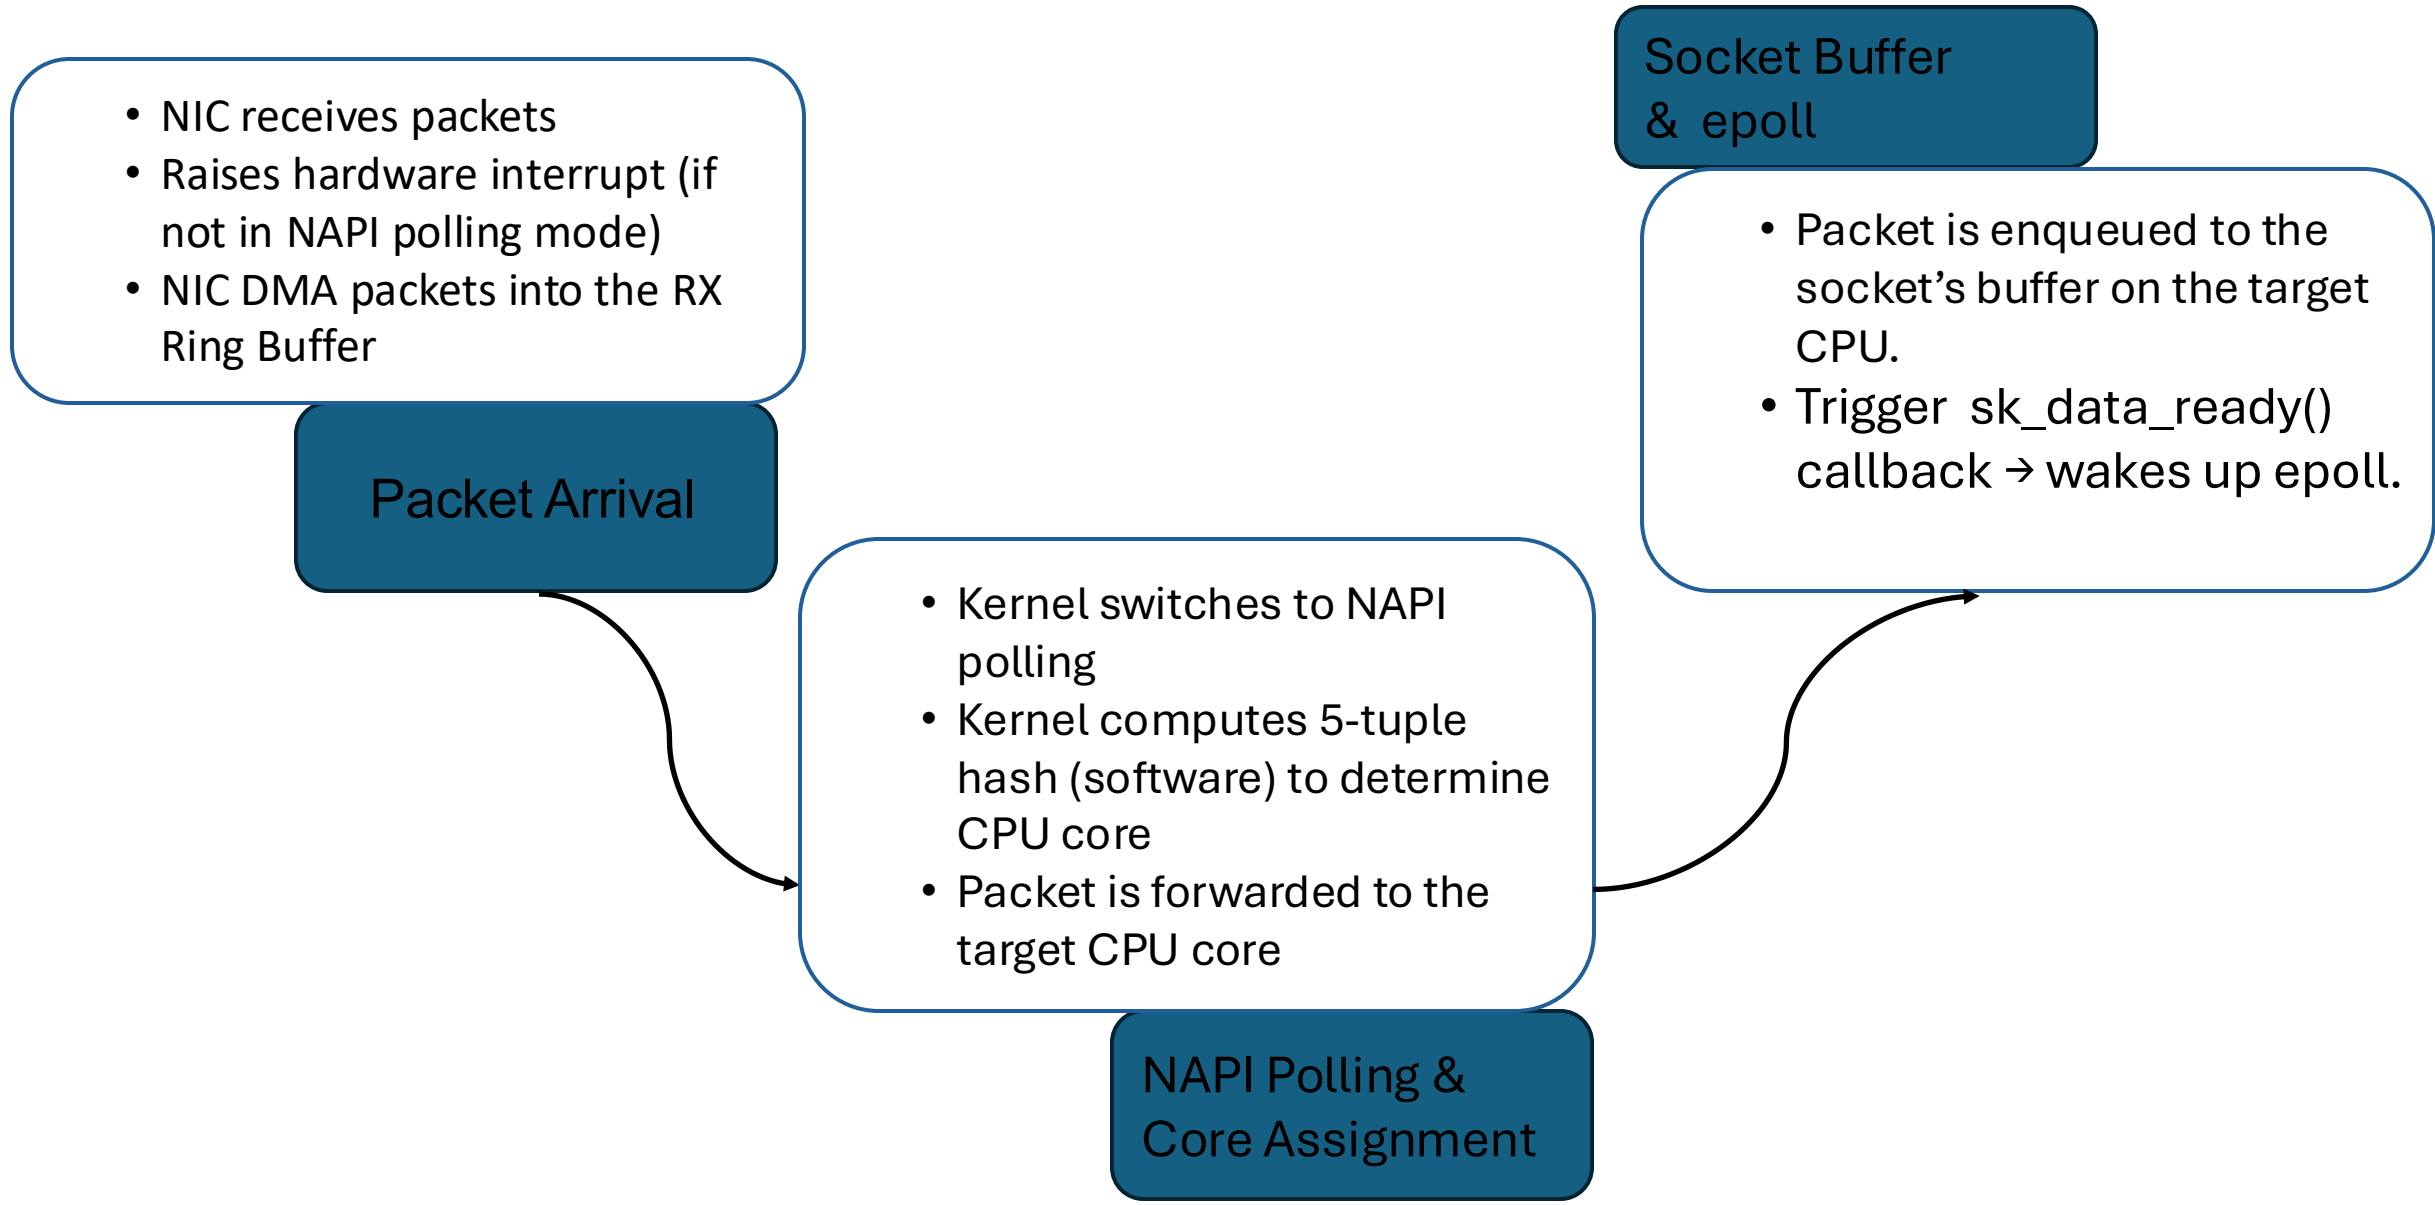 • NIC receives packets
• Raises hardware interrupt (if
not in NAPI polling mode)
• NIC DMA packets into the RX
Ring Buffer
Packet Arrival
• Kernel switches to NAPI
polling
• Kernel computes 5-tuple
hash (software) to determine
CPU core
• Packet is forwarded to the
target CPU core
NAPI Polling &
Core Assignment
Socket Buffer
& epoll
• Packet is enqueued to the
socket’s buffer on the target
CPU.
• Trigger sk_data_ready()
callback → wakes up epoll.